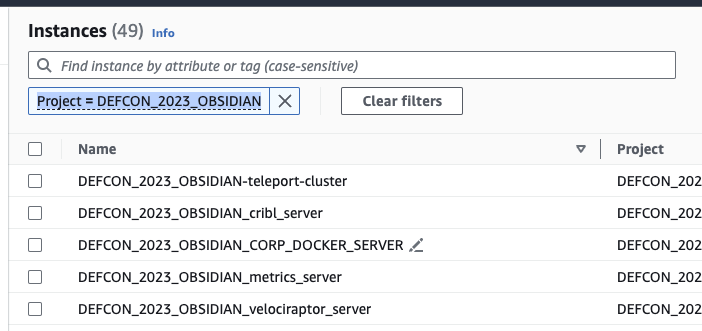 Instances (49) Info
Find instance by attribute or tag (case-sensitive)
Project = DEFCON_2023_OBSIDIAN Clear filters
Name Project
DEFCON_2023_OBSIDIAN-teleport-cluster DEFCON_202
DEFCON_2023_OBSIDIAN_cribl_server DEFCON_202
DEFCON_2023_OBSIDIAN_CORP_DOCKER_SERVER DEFCON_202
DEFCON_2023_OBSIDIAN_metrics_server DEFCON_202
DEFCON_2023_OBSIDIAN_velociraptor_server DEFCON_202